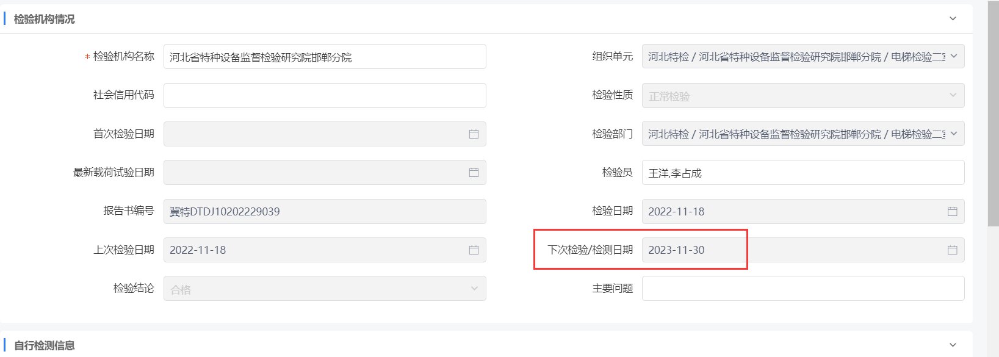 检验机构情况
* 检验机构名称 河北省特种设备监督检验研究院邯郸分院
组织单元 河北特检 / 河北省特种设备监督检验研究院邯郸分院 / 电梯检验二
社会信用代码
检验性质 正常检验
首次检验日期
检验部门 河北特检 / 河北省特种设备监督检验研究院邯郸分院 / 电梯检验二
最新载荷试验日期
检验员 王洋,李占成
报告书编号 冀特DTDJ10202229039
检验日期 2022-11-18
上次检验日期 2022-11-18
下次检验/检测日期 2023-11-30
检验结论 合格
主要问题
自行检测信息